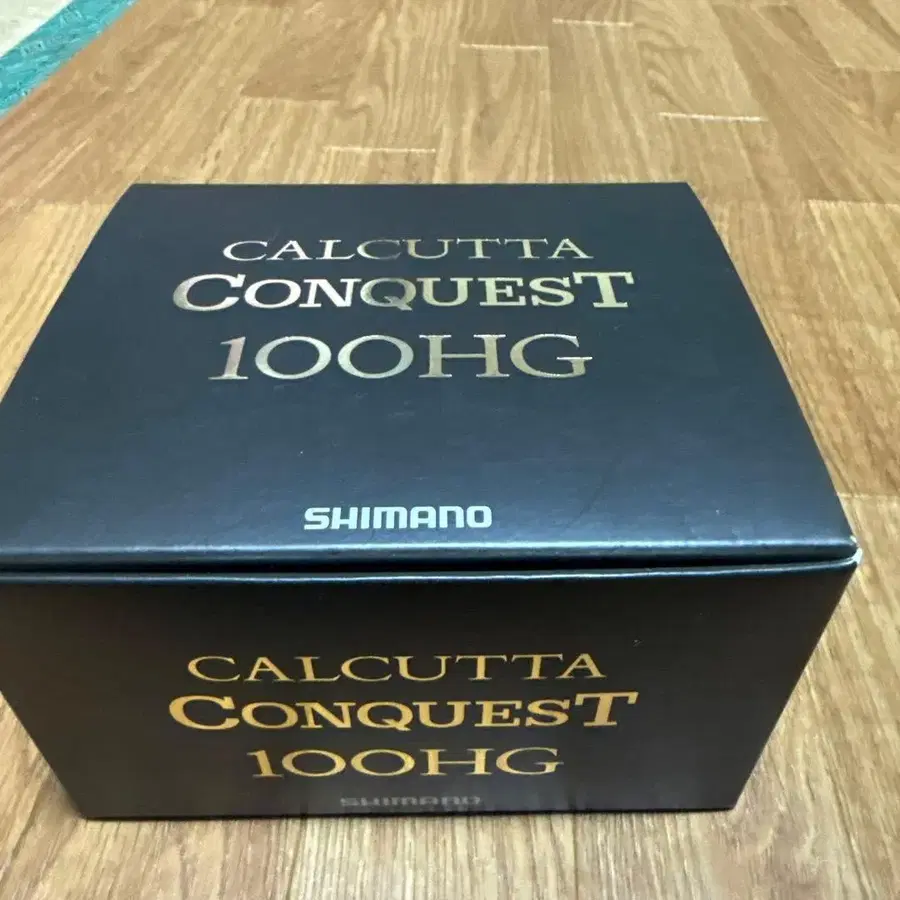 CALCUTTA
CONQUEST
100HG
SHIMANO
CALCUTTA
CONQUEST
100HG
SHIMANO